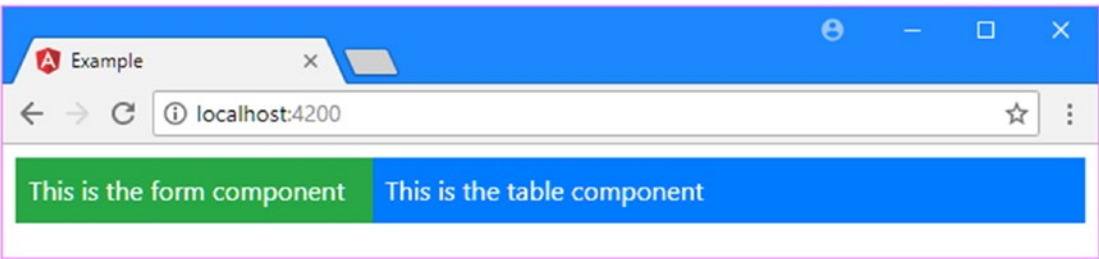 Example
localhost:4200
This is the form component This is the table component